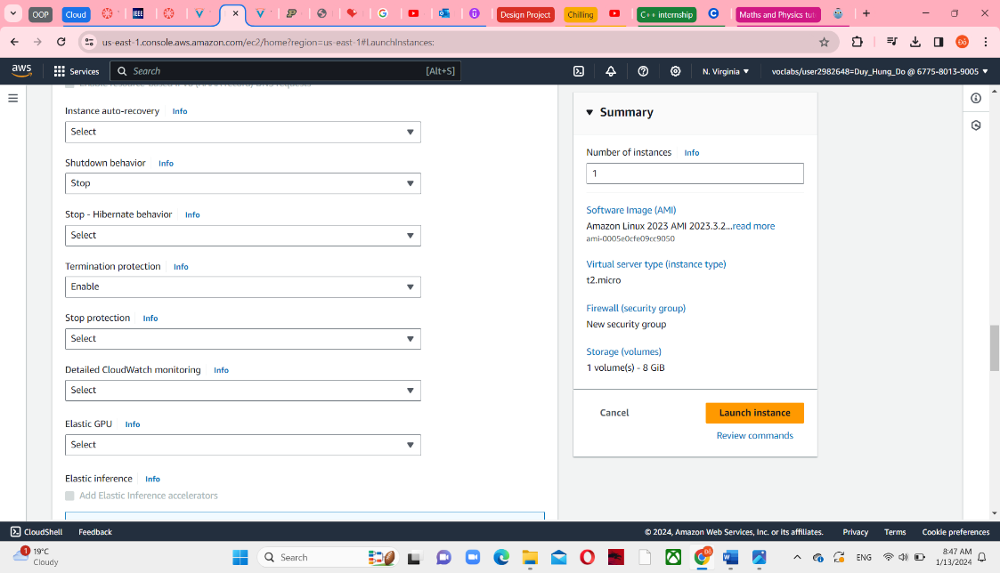 OOP
Cloud
IEEE
Design Project
Chilling
C++ internship
Maths and Physics tut
us-east-1.console.aws.amazon.com/ec2/home?region=us-east-1#LaunchInstances:
Đỗ
aws
Services
Search
[Alt+S]
N. Virginia
voclabs/user2982648=Duy_Hung_Do @ 6775-8013-9005
Instance auto-recovery Info
Select
Shutdown behavior Info
Stop
Stop - Hibernate behavior Info
Select
Termination protection Info
Enable
Stop protection Info
Select
Detailed CloudWatch monitoring Info
Select
Elastic GPU Info
Select
Elastic inference Info
Add Elastic Inference accelerators
Summary
Number of instances Info
1
Software Image (AMI)
Amazon Linux 2023 AMI 2023.3.2...read more
ami-0005e0cfe09cc9050
Virtual server type (instance type)
t2.micro
Firewall (security group)
New security group
Storage (volumes)
1 volume(s) - 8 GiB
Cancel
Launch instance
Review commands
CloudShell
Feedback
© 2024, Amazon Web Services, Inc. or its affiliates.
Privacy
Terms
Cookie preferences
1
19°C
Cloudy
Search
ENG
8:47 AM
1/13/2024